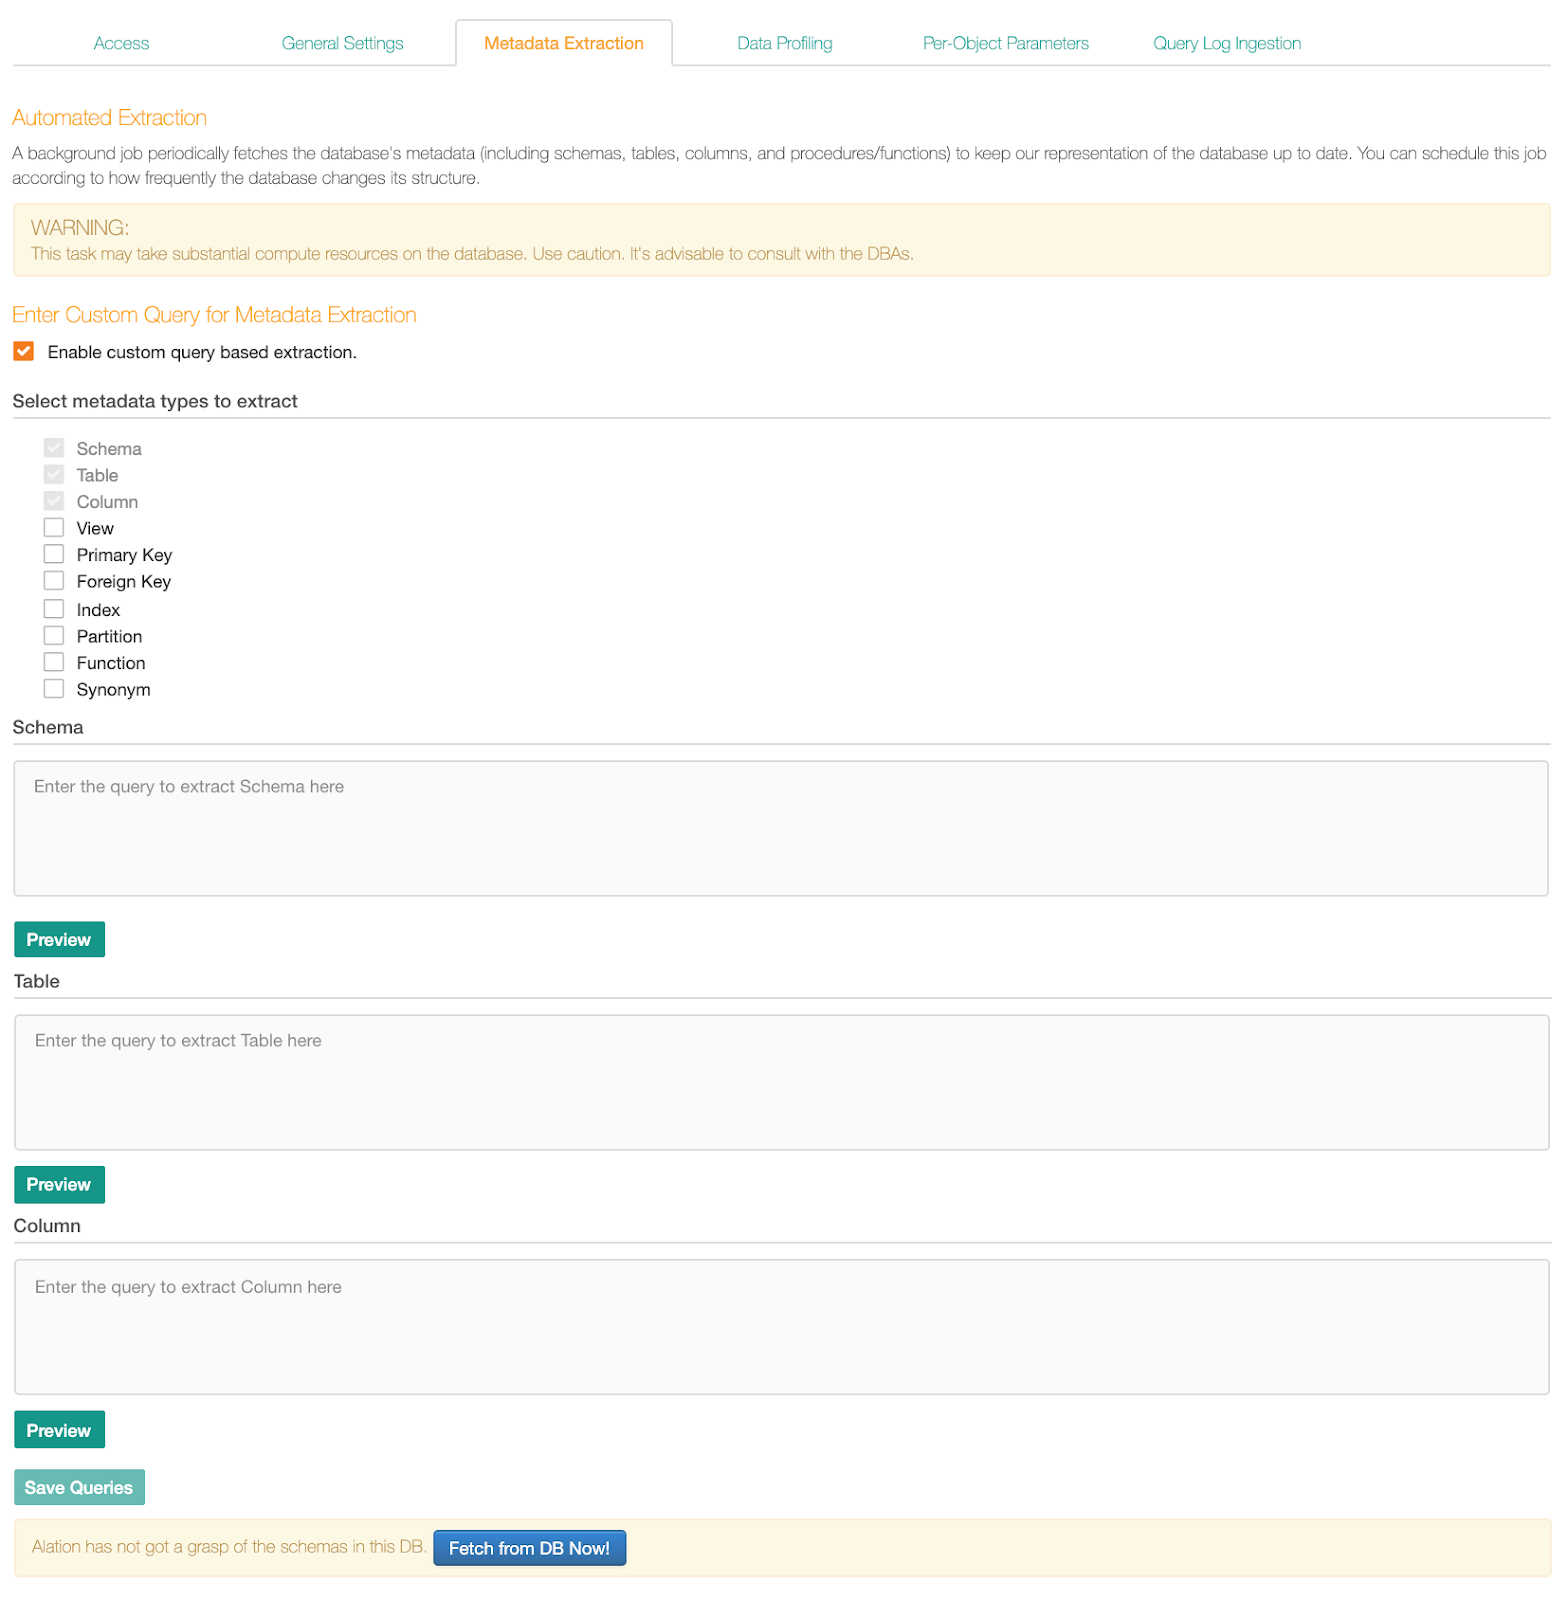 Access General Settings Metadata Extraction Data Profiling Per-Object Parameters Query Log Ingestion
Automated Extraction
A background job periodically fetches the database's metadata (including schemas, tables, columns, and procedures/functions) to keep our representation of the database up to date. You can schedule this job
according to how frequently the database changes its structure.
WARNING:
This task may take substantial compute resources on the database. Use caution. It's advisable to consult with the DBAs.
Enter Custom Query for Metadata Extraction
Enable custom query based extraction.
Select metadata types to extract
Schema
Table
Column
View
Primary Key
Foreign Key
Index
Partition
Function
Synonym
Schema
Enter the query to extract Schema here
Preview
Table
Enter the query to extract Table here
Preview
Column
Enter the query to extract Column here
Preview
Save Queries
Alation has not got a grasp of the schemas in this DB. Fetch from DB Now!